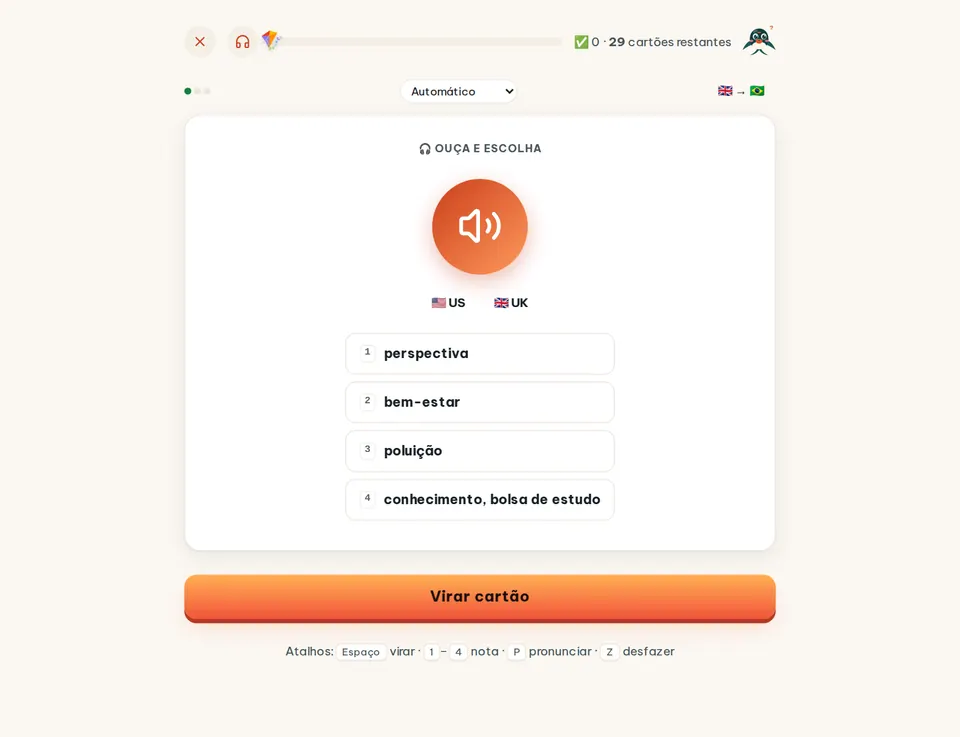 ✅ 0 · 29 cartões restantes
Automático
🇬🇧 → 🇧🇷
🎧 OUÇA E ESCOLHA
🇺🇸 US 🇬🇧 UK
1 perspectiva
2 bem-estar
3 poluição
4 conhecimento, bolsa de estudo
Virar cartão
Atalhos: Espaço virar · 1 – 4 nota · P pronunciar · Z desfazer